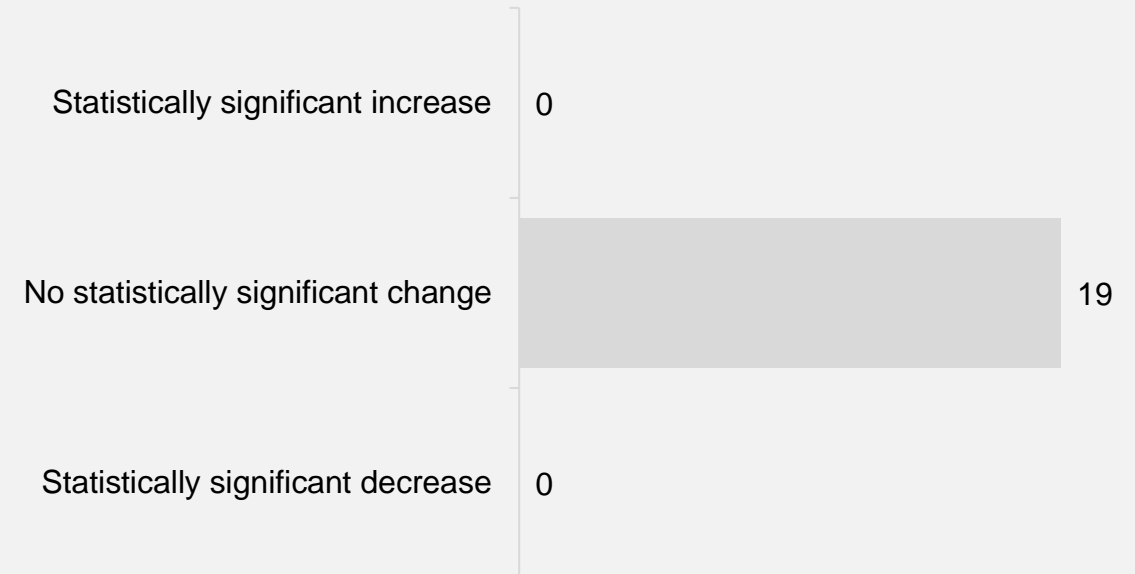 Statistically significant increase 0
No statistically significant change 19
Statistically significant decrease 0